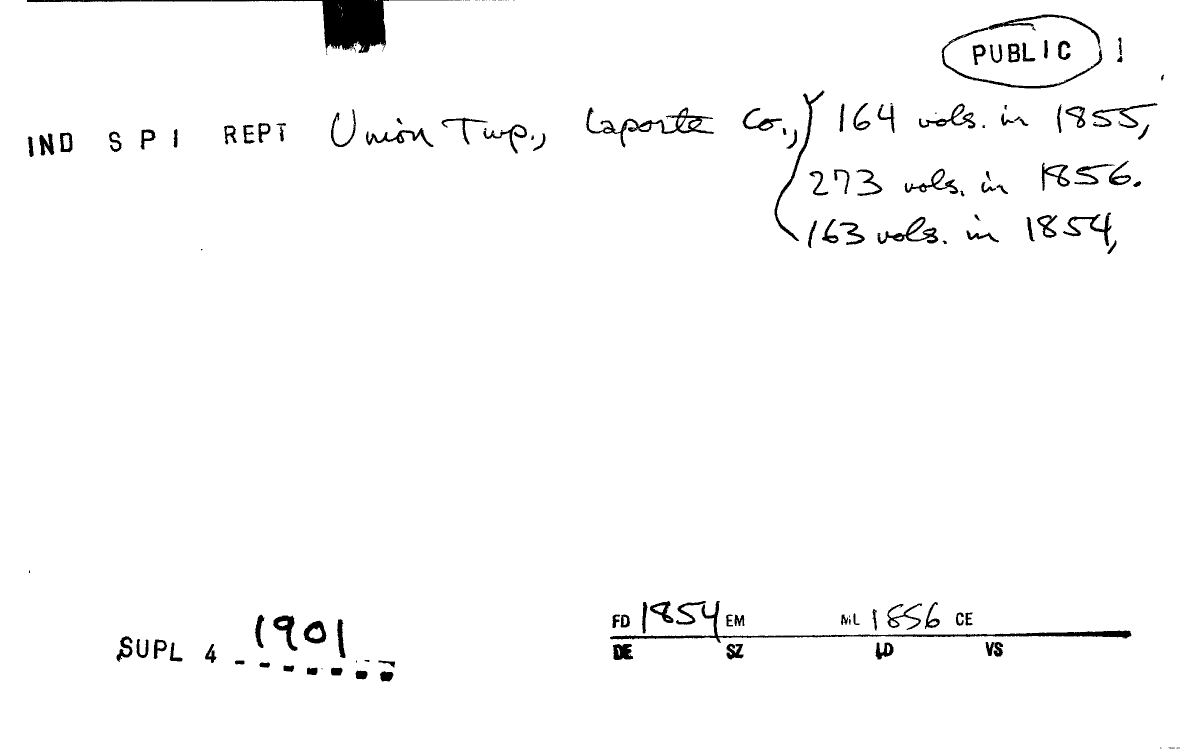 PUBLIC !
IND S P I REPT Union Twp., Laporte Co., 164 vols. in 1855,
273 vols. in 1856.
163 vols. in 1854,
SUPL 4 1901
FD 1854 EM ML 1856 CE
DE SZ LD VS